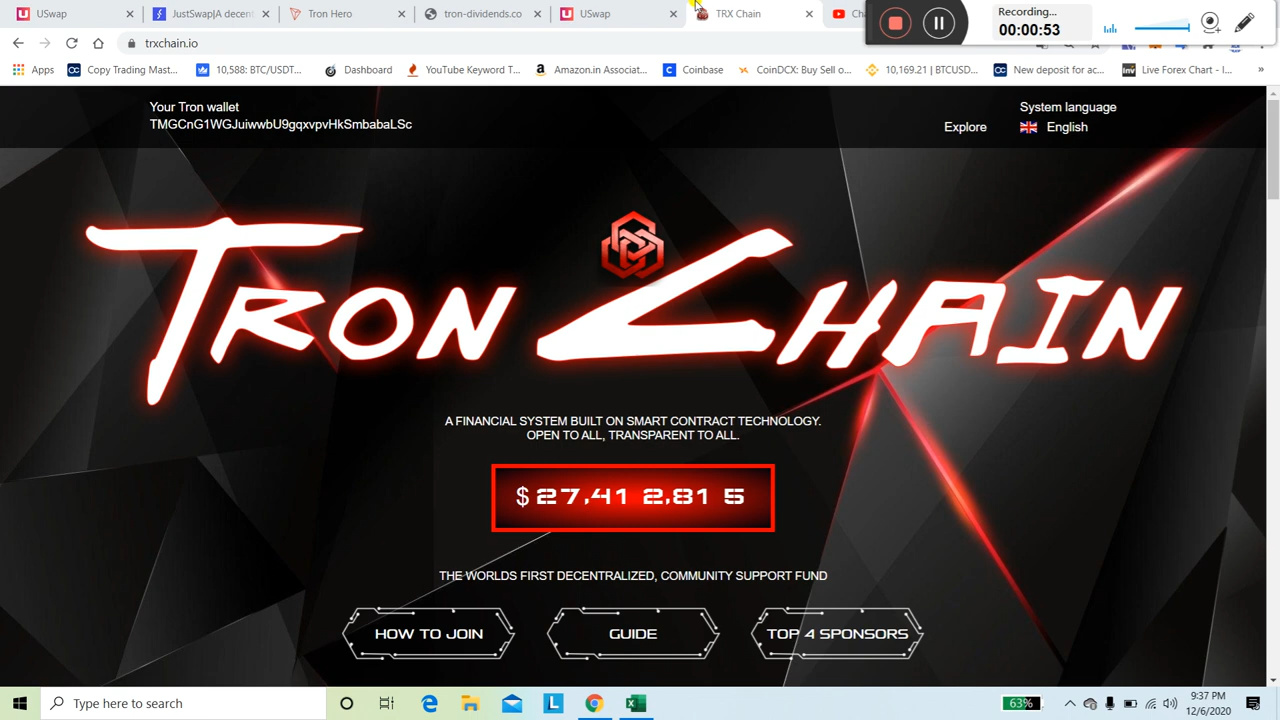 USwap
JustSwap|A decent
Tron Hero
tron-dividends.co
USwap
TRX Chain
Recording...
00:00:53
trxchain.io
Apps
Copy Trading Mast...
10,588: BTC/USDT...
Dashboard
YouTube Keyword T...
Amazon.in Associat...
Coinbase
CoinDCX: Buy Sell o...
10,169.21 | BTCUSD...
New deposit for ac...
Live Forex Chart - I...
»
Your Tron wallet
TMGCnG1WGJuiwwbU9gqxvpvHkSmbabaLSc
System language
Explore
English
TRON CHAIN
A FINANCIAL SYSTEM BUILT ON SMART CONTRACT TECHNOLOGY.
OPEN TO ALL, TRANSPARENT TO ALL.
$27,412,815
THE WORLDS FIRST DECENTRALIZED, COMMUNITY SUPPORT FUND
HOW TO JOIN
GUIDE
TOP 4 SPONSORS
Type here to search
63%
9:37 PM
12/6/2020